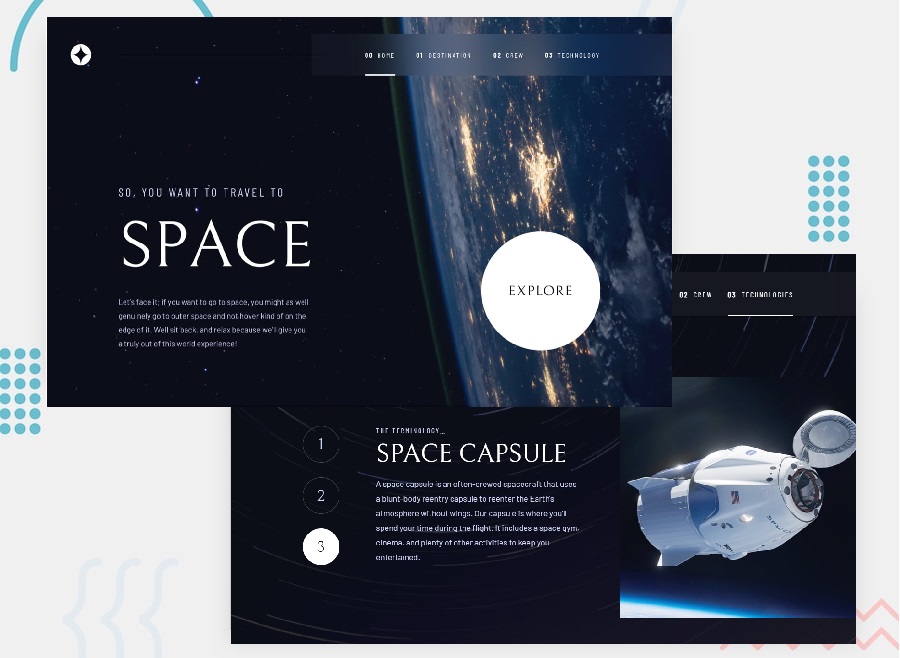 00 HOME 01 DESTINATION 02 CREW 03 TECHNOLOGY
SO, YOU WANT TO TRAVEL TO
SPACE
Let's face it; if you want to go to space, you might as well
genuinely go to outer space and not hover kind of on the
edge of it. Well sit back, and relax because we'll give you
a truly out of this world experience!
EXPLORE
02 CREW 03 TECHNOLOGIES
1
2
3
THE TERMINOLOGY...
SPACE CAPSULE
A space capsule is an often-crewed spacecraft that uses
a blunt-body reentry capsule to reenter the Earth's
atmosphere without wings. Our capsule is where you'll
spend your time during the flight. It includes a space gym,
cinema, and plenty of other activities to keep you
entertained.